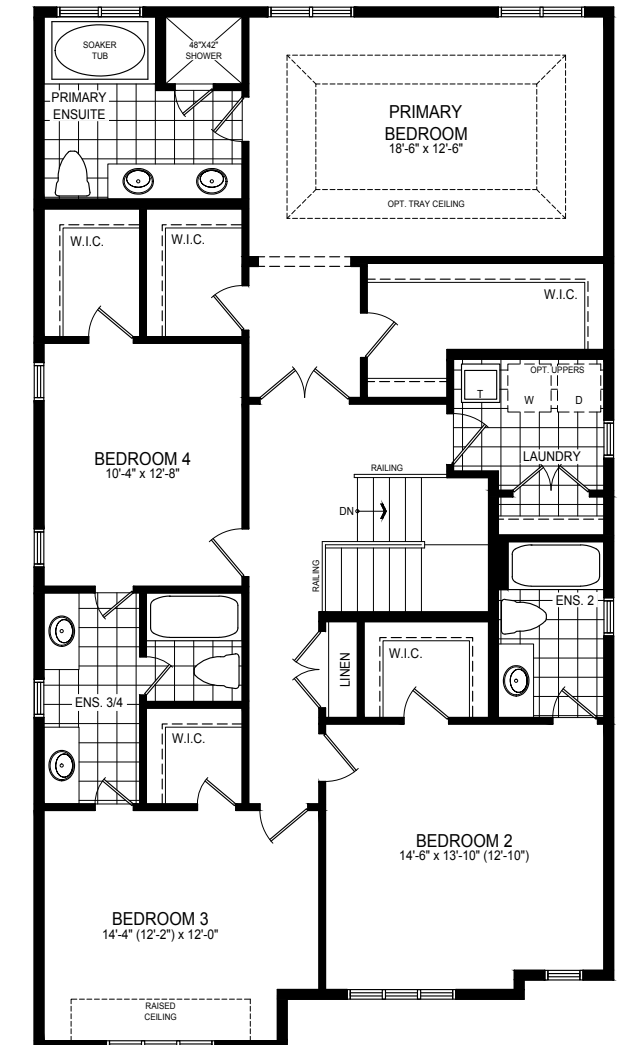 SOAKER
TUB
48"X42"
SHOWER
PRIMARY
ENSUITE
PRIMARY
BEDROOM
18'-6" x 12'-6"
OPT. TRAY CEILING
W.I.C.
W.I.C.
W.I.C.
OPT. UPPERS
T
W
D
LAUNDRY
BEDROOM 4
10'-4" x 12'-8"
RAILING
DN
RAILING
ENS. 2
LINEN
W.I.C.
ENS. 3/4
W.I.C.
BEDROOM 2
14'-6" x 13'-10" (12'-10")
BEDROOM 3
14'-4" (12'-2") x 12'-0"
RAISED
CEILING